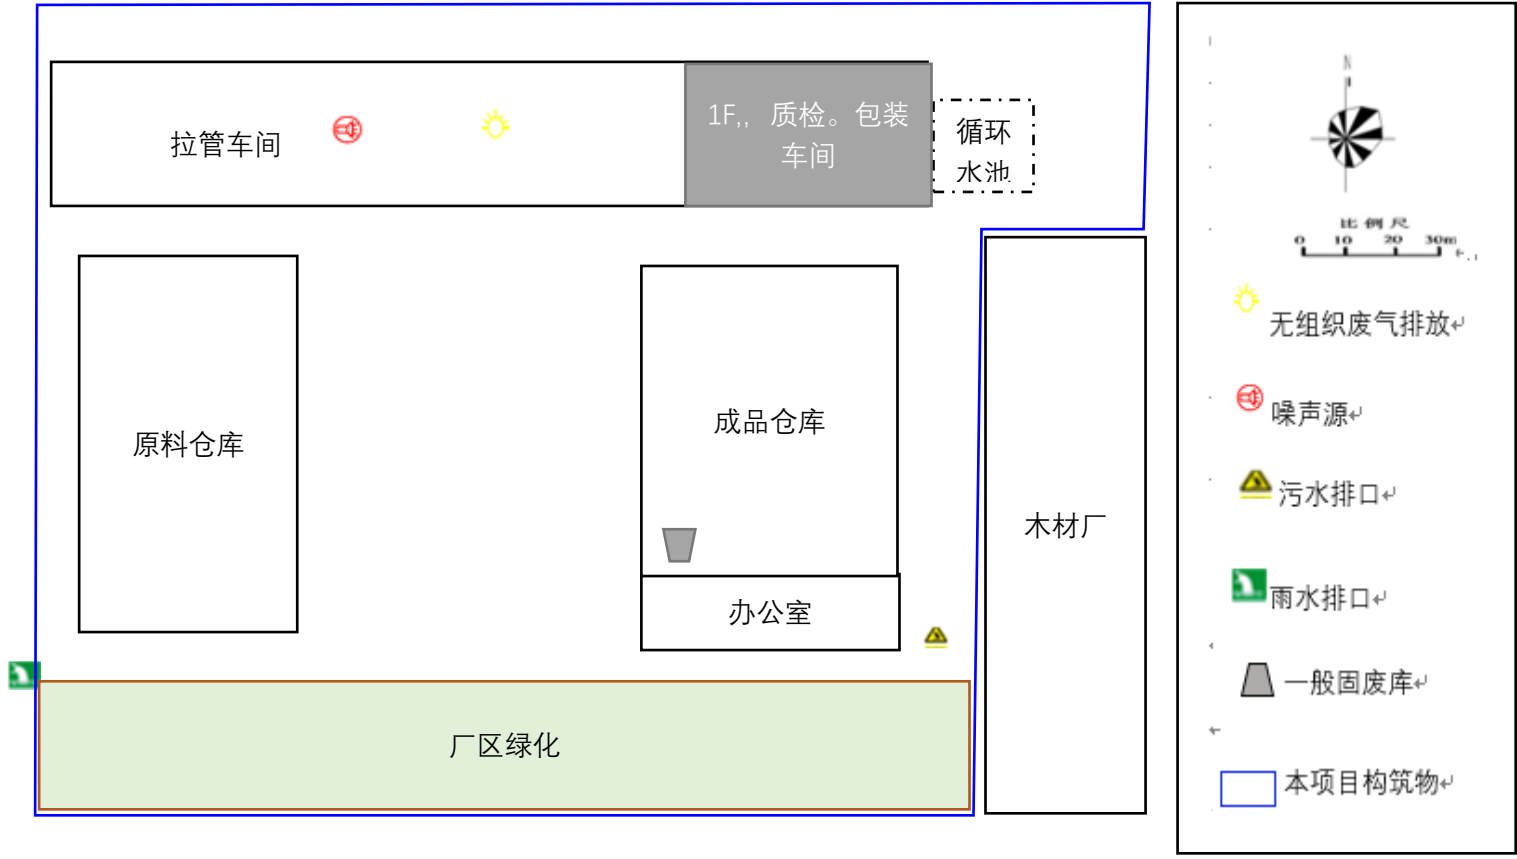 拉管车间
1F,,  质检。包装
车间
循环
水池
原料仓库
成品仓库
办公室
木材厂
厂区绿化
N
比例尺
0 10 20 30m
无组织废气排放↵
噪声源↵
污水排口↵
雨水排口↵
一般固废库↵
本项目构筑物↵